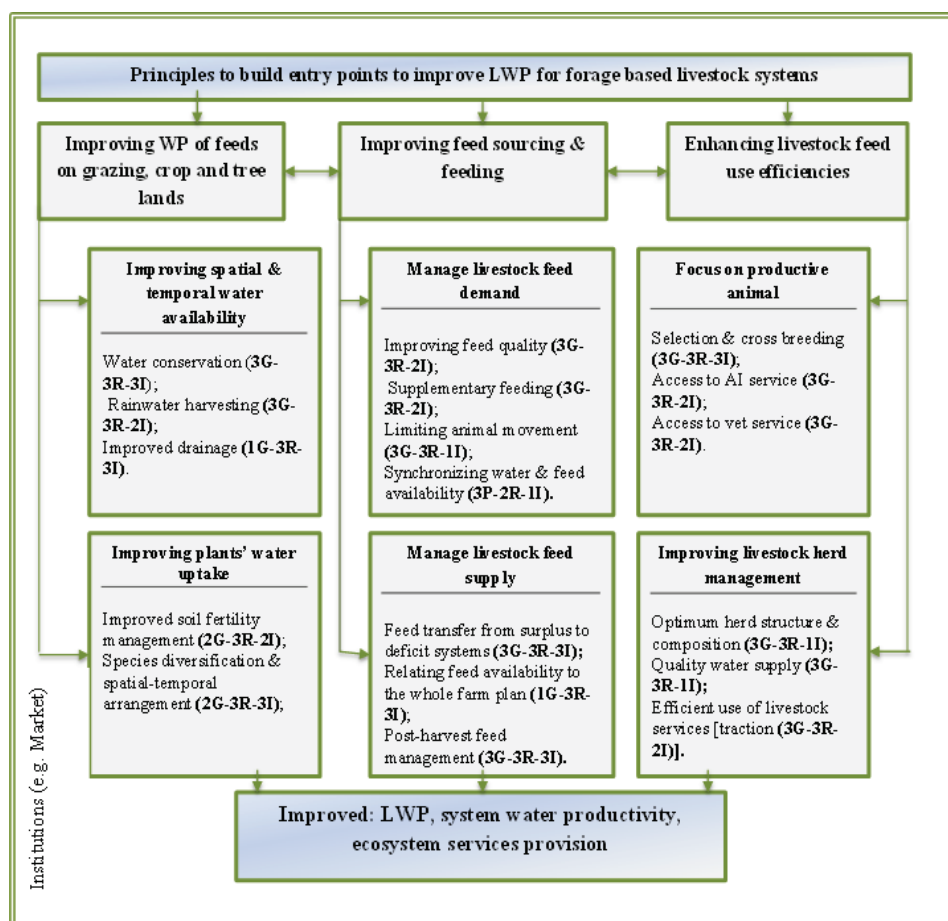 Principles to build entry points to improve LWP for forage based livestock systems
Improving WP of feeds
on grazing, crop and tree
lands
Improving feed sourcing &
feeding
Enhancing livestock feed
use efficiencies
Improving spatial &
temporal water
availability
Water conservation (3G-
3R-3I);
Rainwater harvesting (3G-
3R-2I);
Improved drainage (1G-3R-
3I).
Manage livestock feed
demand
Improving feed quality (3G-
3R-2I);
Supplementary feeding (3G-
3R-2I);
Limiting animal movement
(3G-3R-1I);
Synchronizing water & feed
availability (3P-2R-1I).
Focus on productive
animal
Selection & cross breeding
(3G-3R-3I);
Access to AI service (3G-
3R-2I);
Access to vet service (3G-
3R-2I).
Improving plants' water
uptake
Improved soil fertility
management (2G-3R-2I);
Species diversification &
spatial-temporal
arrangement (2G-3R-3I);
Manage livestock feed
supply
Feed transfer from surplus to
deficit systems (3G-3R-3I);
Relating feed availability to
the whole farm plan (1G-3R-
3I);
Post-harvest feed
management (3G-3R-3I).
Improving livestock herd
management
Optimum herd structure &
composition (3G-3R-1I);
Quality water supply (3G-
3R-1I);
Efficient use of livestock
services [traction (3G-3R-
2I)].
Institutions (e.g. Market)
Improved: LWP, system water productivity,
ecosystem services provision